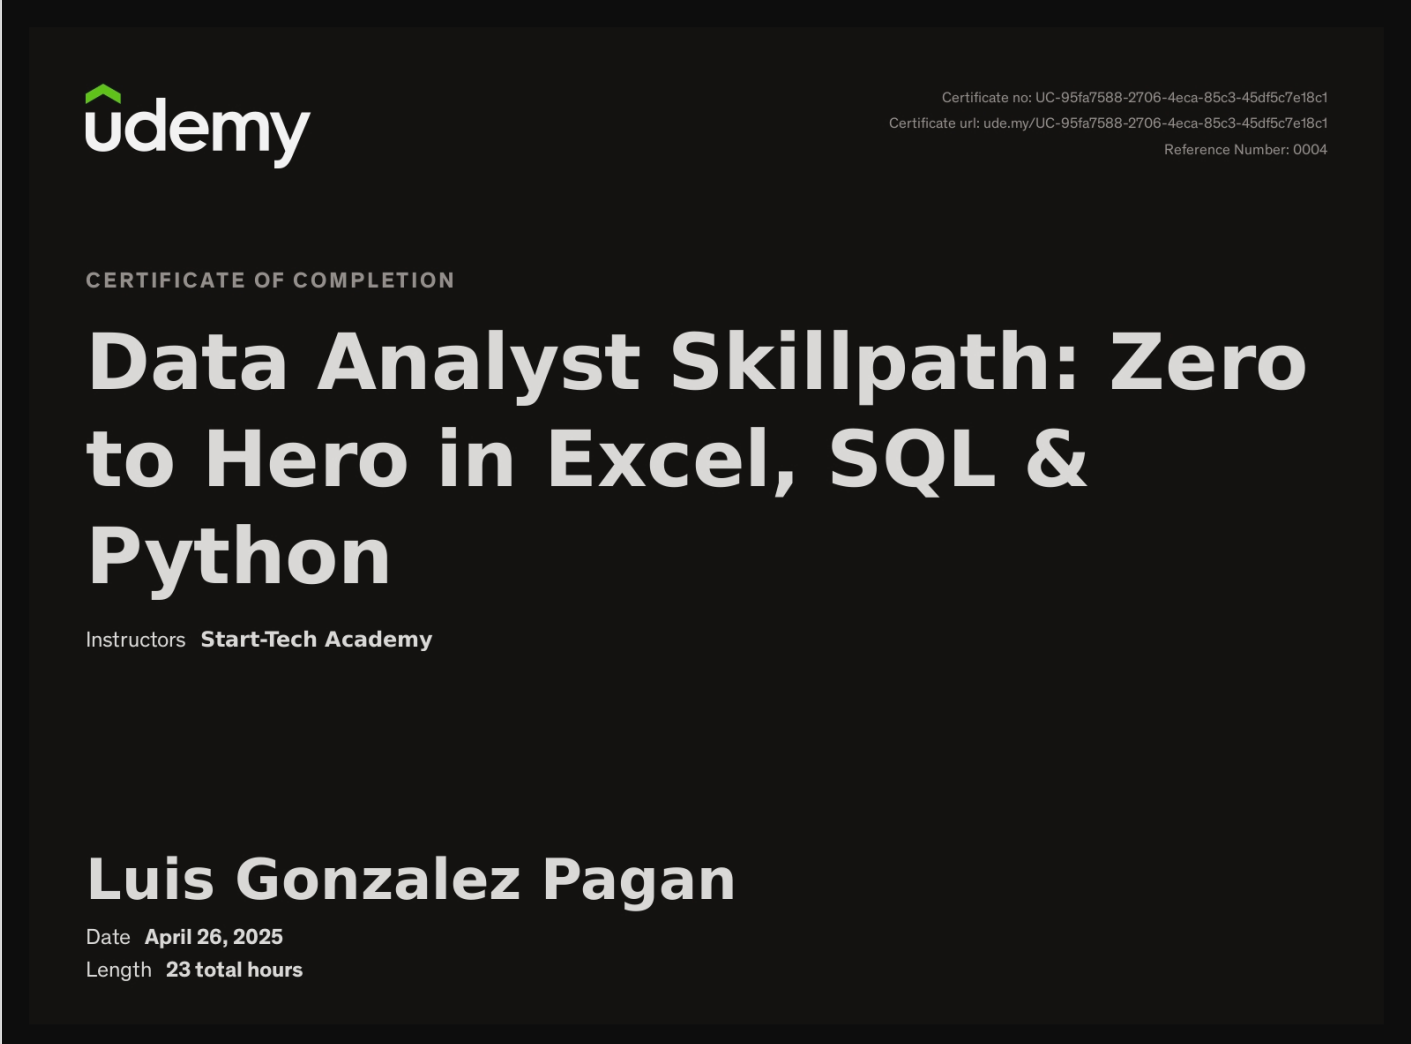 udemy
Certificate no: UC-95fa7588-2706-4eca-85c3-45df5c7e18c1
Certificate url: ude.my/UC-95fa7588-2706-4eca-85c3-45df5c7e18c1
Reference Number: 0004
CERTIFICATE OF COMPLETION
Data Analyst Skillpath: Zero
to Hero in Excel, SQL &
Python
Instructors Start-Tech Academy
Luis Gonzalez Pagan
Date April 26, 2025
Length 23 total hours